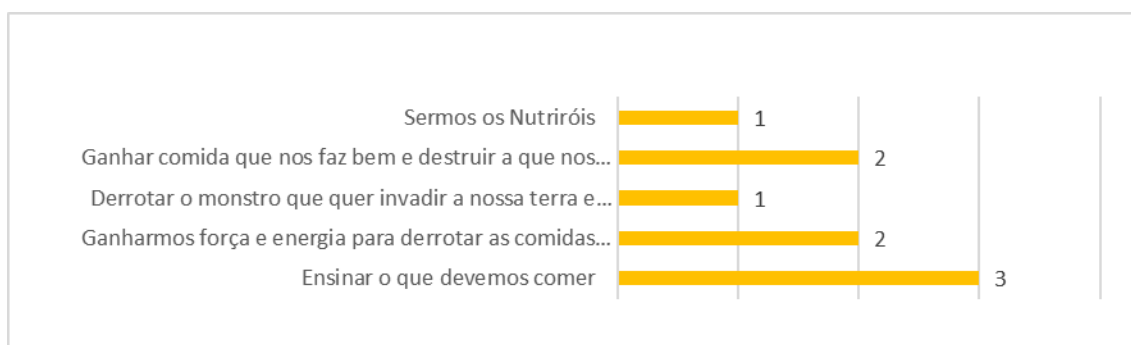 Sermos os Nutriróis 1
Ganhar comida que nos faz bem e destruir a que nos... 2
Derrotar o monstro que quer invadir a nossa terra e... 1
Ganharmos força e energia para derrotar as comidas... 2
Ensinar o que devemos comer 3